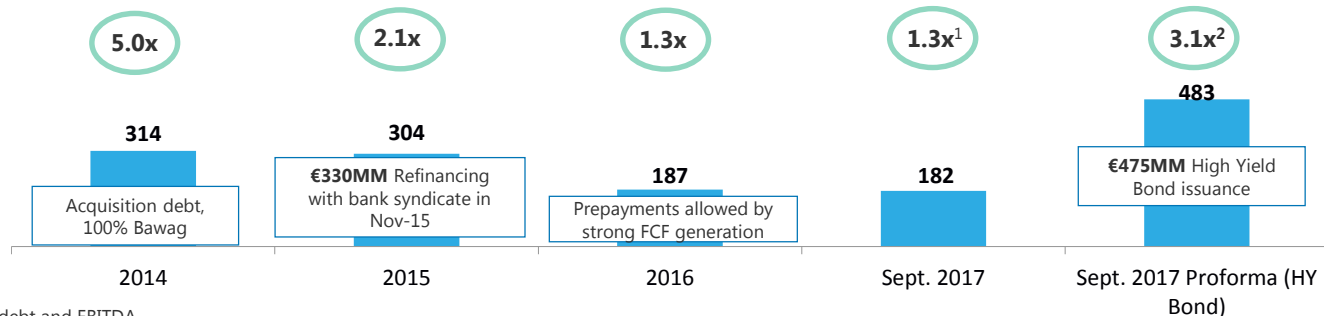 5.0x
2.1x
1.3x
1.3x¹
3.1x²
314
304
187
182
483
Acquisition debt,
100% Bawag
€330MM Refinancing
with bank syndicate in
Nov-15
Prepayments allowed by
strong FCF generation
€475MM High Yield
Bond issuance
2014
2015
2016
Sept. 2017
Sept. 2017 Proforma (HY
Bond)
debt and EBITDA